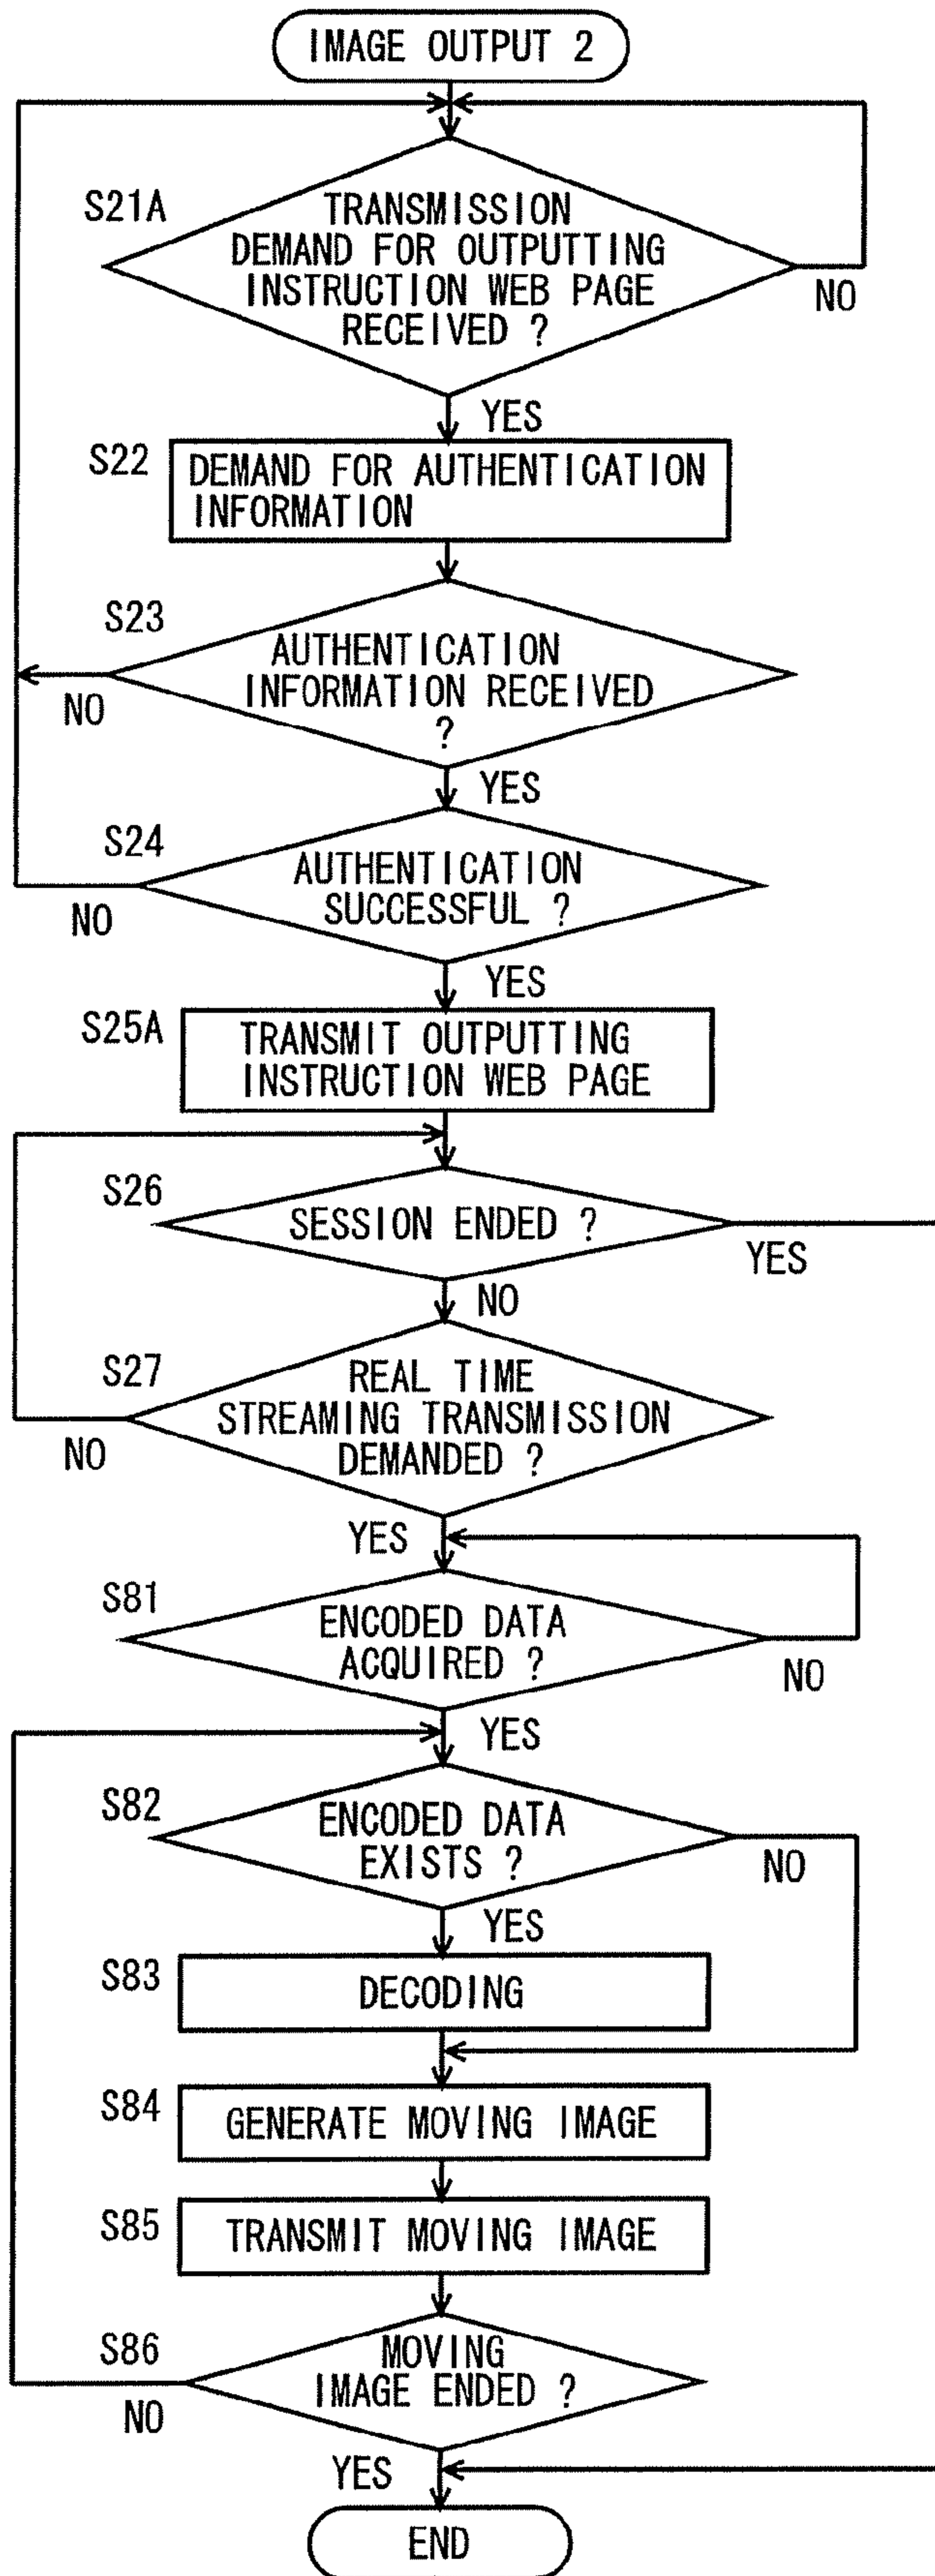 IMAGE OUTPUT 2
S21A
TRANSMISSION
DEMAND FOR OUTPUTTING
INSTRUCTION WEB PAGE
RECEIVED ?
NO
YES
S22
DEMAND FOR AUTHENTICATION
INFORMATION
S23
AUTHENTICATION
INFORMATION RECEIVED
?
NO
YES
S24
AUTHENTICATION
SUCCESSFUL ?
NO
YES
S25A
TRANSMIT OUTPUTTING
INSTRUCTION WEB PAGE
S26
SESSION ENDED ?
YES
NO
S27
REAL TIME
STREAMING TRANSMISSION
DEMANDED ?
NO
YES
S81
ENCODED DATA
ACQUIRED ?
NO
YES
S82
ENCODED DATA
EXISTS ?
NO
YES
S83
DECODING
S84
GENERATE MOVING IMAGE
S85
TRANSMIT MOVING IMAGE
S86
MOVING
IMAGE ENDED ?
NO
YES
END